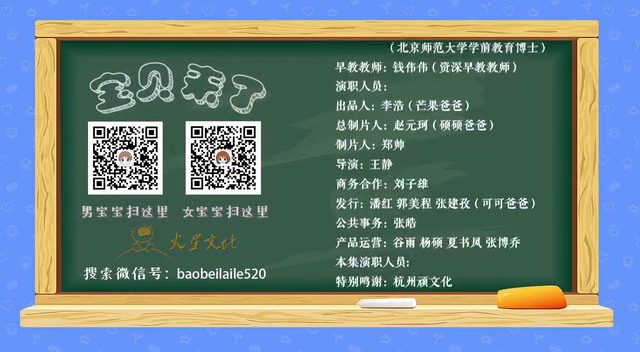 宝贝来了
男宝宝扫这里 女宝宝扫这里
火星文化
搜索微信号：baobeilaile520
（北京师范大学学前教育博士）
早教教师：钱伟伟（资深早教教师）
演职人员：
出品人：李浩（芒果爸爸）
总制片人：赵元珂（硕硕爸爸）
制片人：郑帅
导演：王静
商务合作：刘子雄
发行：潘红 郭美程 张建孜（可可爸爸）
公共事务：张皓
产品运营：谷雨 杨硕 夏书风 张博乔
本集演职人员：
特别鸣谢：杭州顽文化